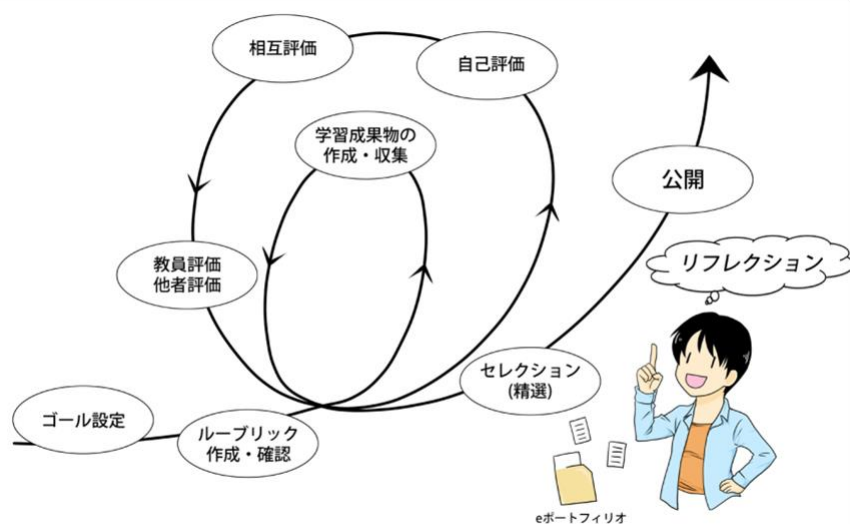 相互評価
自己評価
学習成果物の
作成・収集
公開
教員評価
他者評価
リフレクション
セレクション
(精選)
ゴール設定
ルーブリック
作成・確認
eポートフィリオ